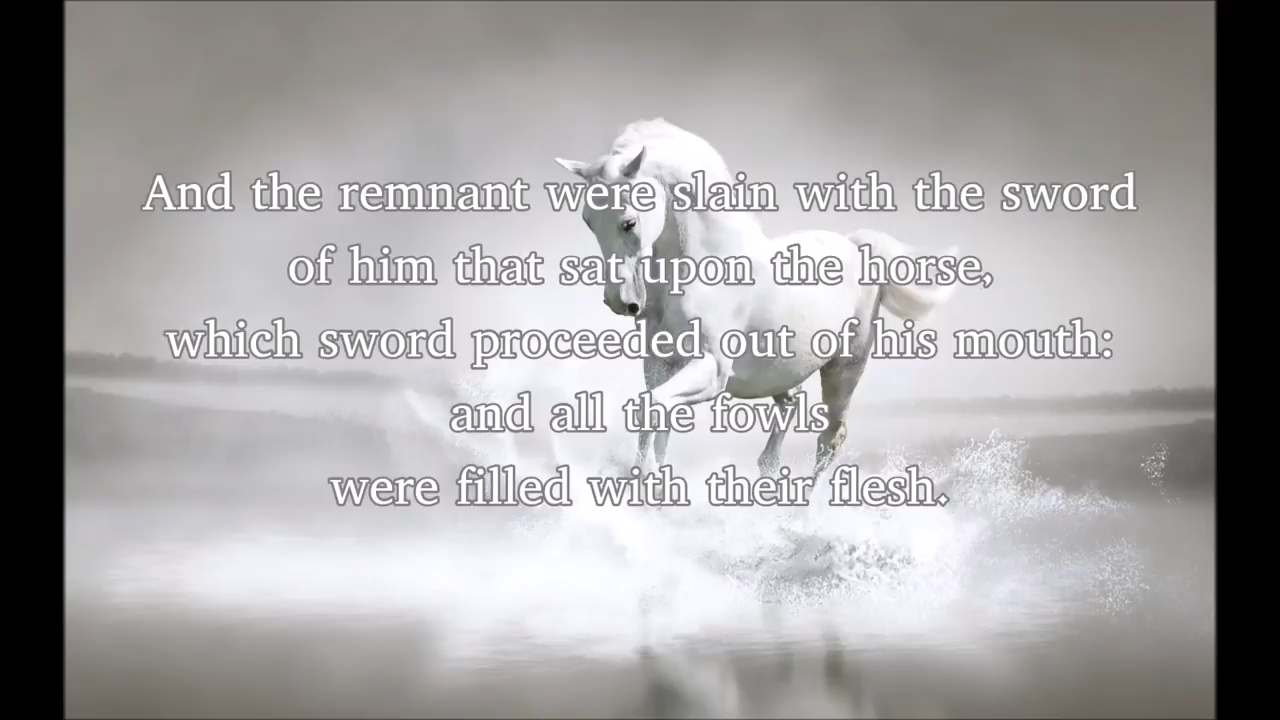 And the remnant were slain with the sword
of him that sat upon the horse,
which sword proceeded out of his mouth:
and all the fowls
were filled with their flesh.